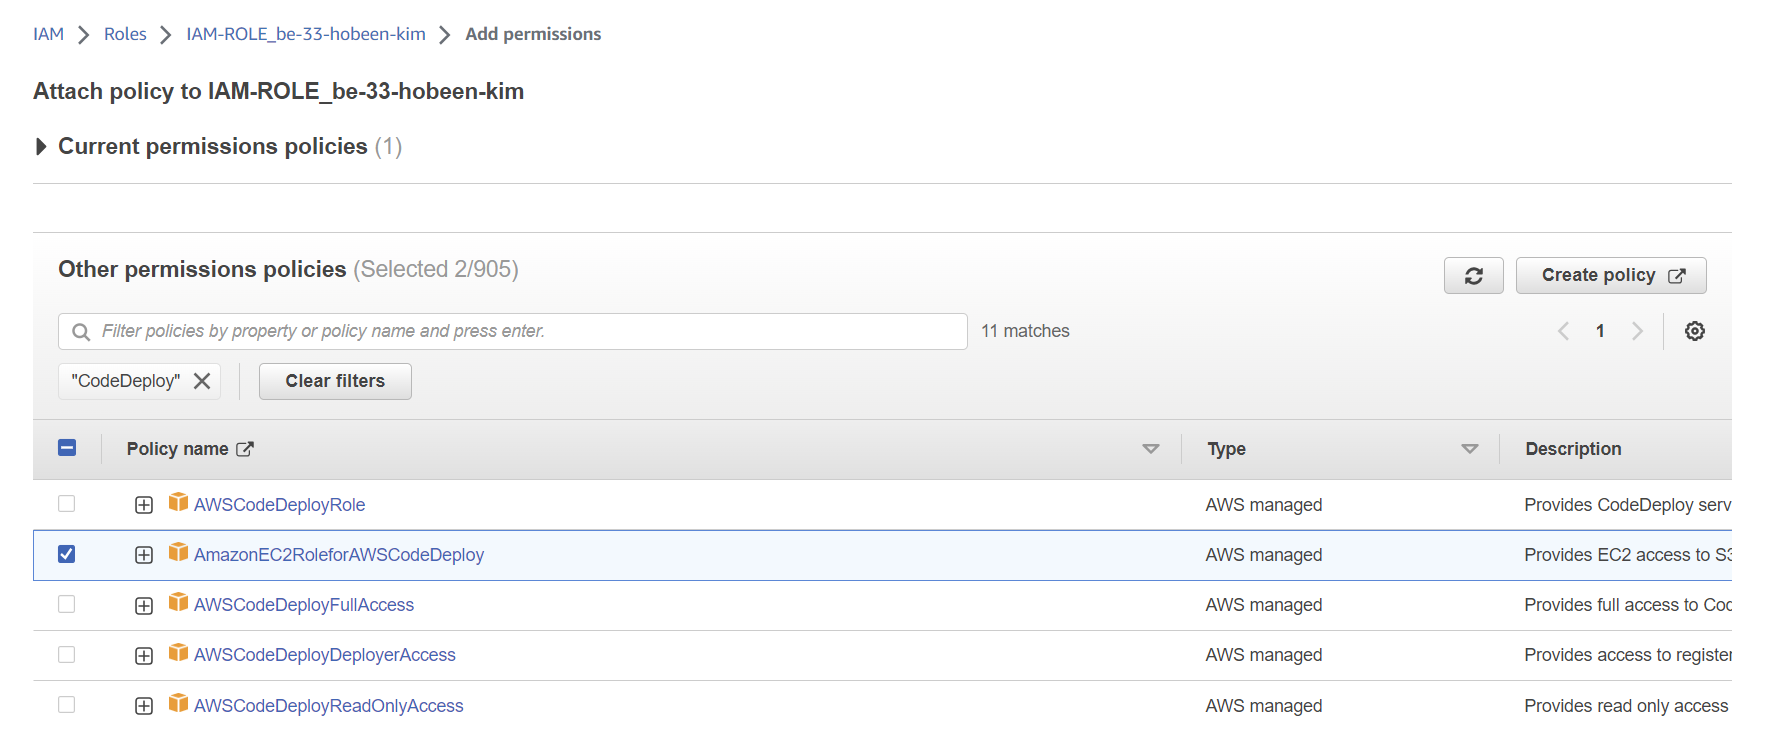 IAM > Roles > IAM-ROLE_be-33-hobeen-kim > Add permissions
Attach policy to IAM-ROLE_be-33-hobeen-kim
Current permissions policies (1)
Other permissions policies (Selected 2/905)
Create policy
Filter policies by property or policy name and press enter.
11 matches
1
"CodeDeploy"
Clear filters
Policy name Type Description
AWSCodeDeployRole AWS managed Provides CodeDeploy serv
AmazonEC2RoleforAWSCodeDeploy AWS managed Provides EC2 access to S3
AWSCodeDeployFullAccess AWS managed Provides full access to Coc
AWSCodeDeployDeployerAccess AWS managed Provides access to register
AWSCodeDeployReadOnlyAccess AWS managed Provides read only access